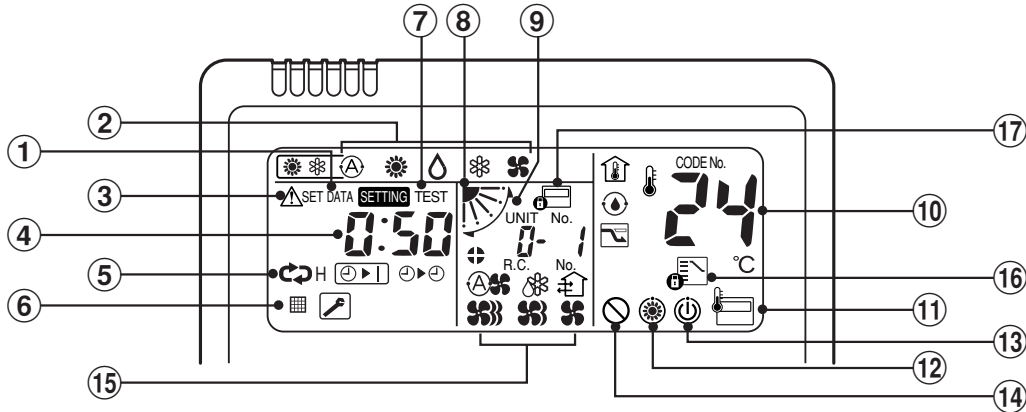 ⑦ ⑧ ⑨
②
①
⑰
CODE No.
Ⓐ
③
SET DATA SETTING TEST
24
⑩
UNIT No.
④
0:50
0- 1
R.C. No.
°C
⑤
H
Ⓐ
⑯
⑥
⑪
⑬
⑮
⑫
⑭